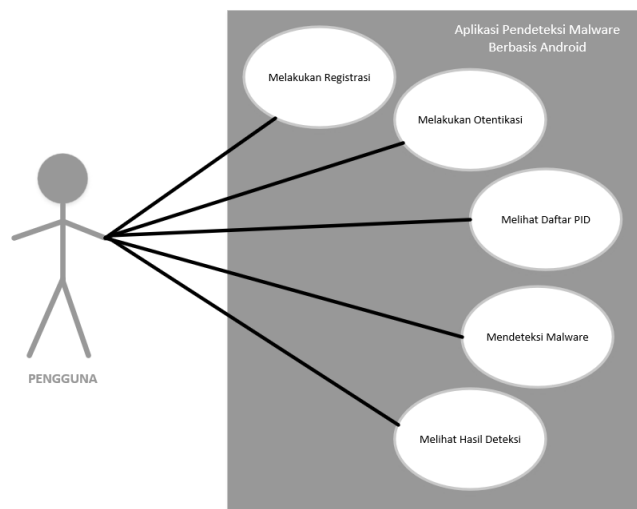 Aplikasi Pendeteksi Malware
Berbasis Android
Melakukan Registrasi
Melakukan Otentikasi
Melihat Daftar PID
Mendeteksi Malware
Melihat Hasil Deteksi
PENGGUNA